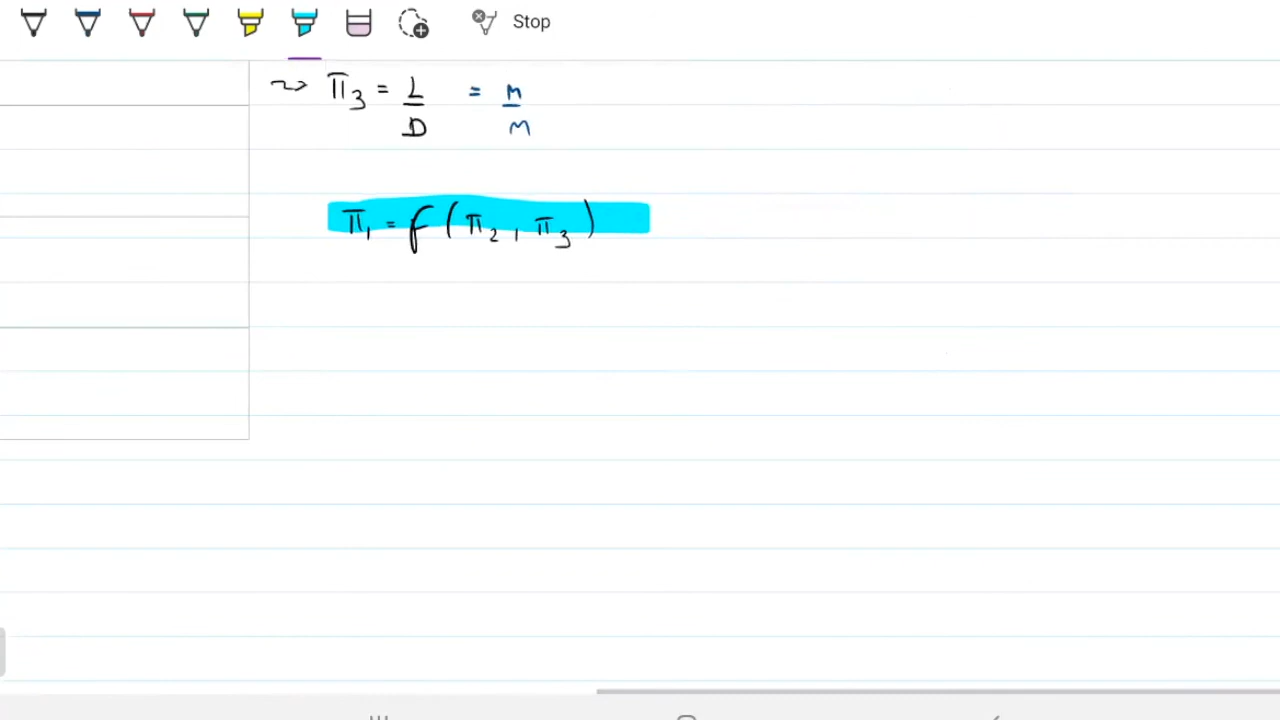 Stop
⤳ π₃ = L/D = m/m
π₁ = f(π₂, π₃)